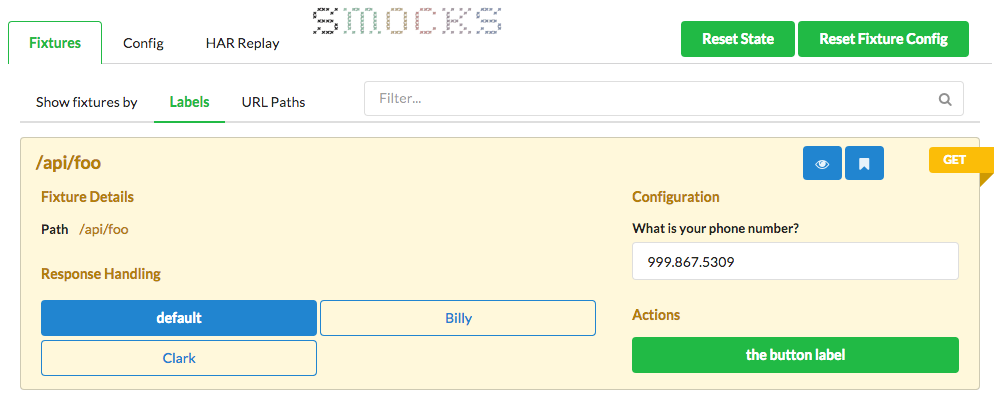 SMOCKS
Fixtures
Config
HAR Replay
Reset State
Reset Fixture Config
Show fixtures by
Labels
URL Paths
Filter...
/api/foo
GET
Fixture Details
Path /api/foo
Response Handling
default
Billy
Clark
Configuration
What is your phone number?
999.867.5309
Actions
the button label